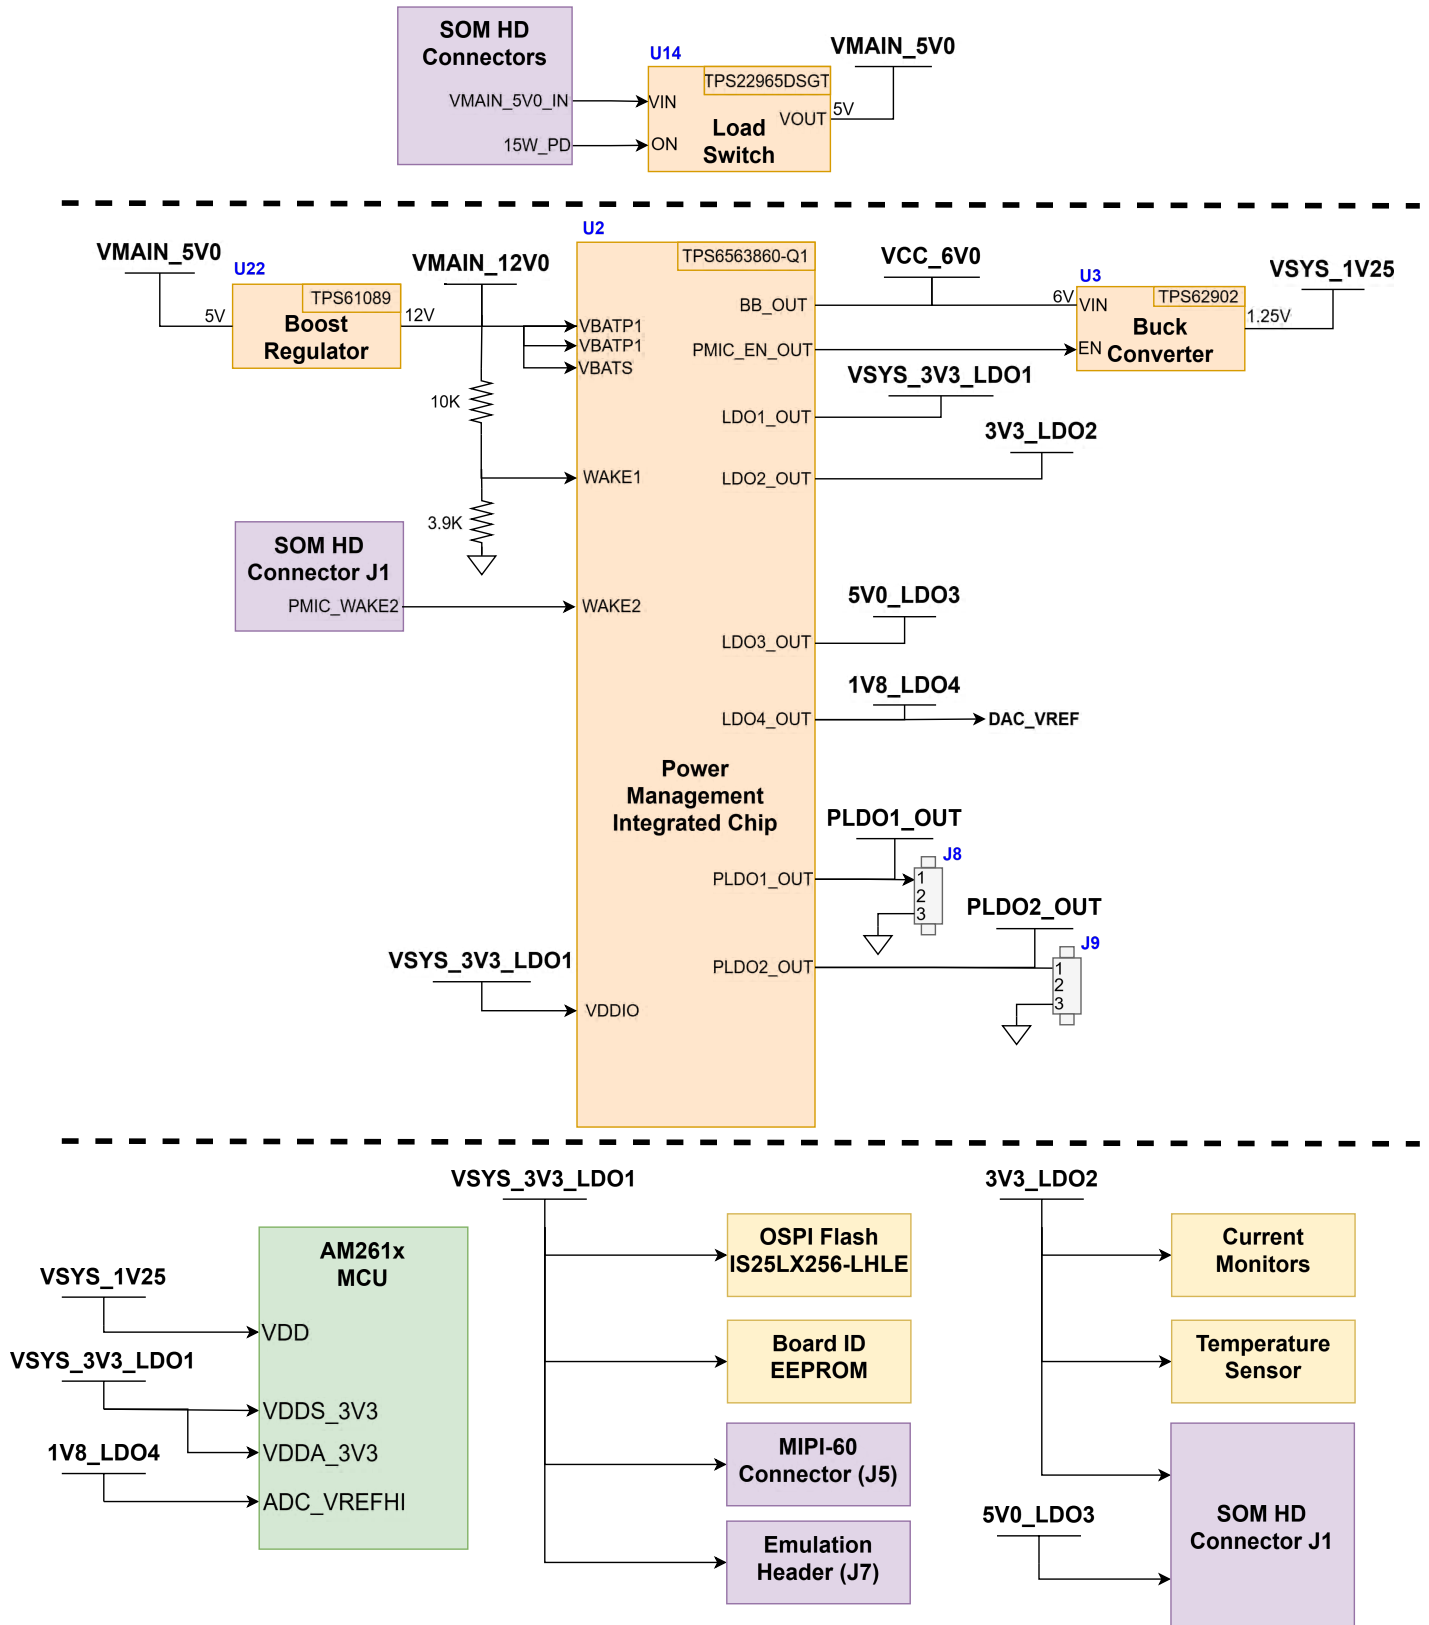 SOM HD
Connectors
VMAIN_5V0_IN
15W_PD
U14
TPS22965DSGT
VIN
ON
VOUT
Load
Switch
5V
VMAIN_5V0
VMAIN_5V0
5V
U22
TPS61089
Boost
Regulator
12V
VMAIN_12V0
10K
3.9K
SOM HD
Connector J1
PMIC_WAKE2
U2
TPS6563860-Q1
VBATP1
VBATP1
VBATS
WAKE1
WAKE2
VDDIO
VSYS_3V3_LDO1
BB_OUT
PMIC_EN_OUT
LDO1_OUT
LDO2_OUT
LDO3_OUT
LDO4_OUT
Power
Management
Integrated Chip
PLDO1_OUT
PLDO2_OUT
VCC_6V0
6V
U3
TPS62902
VIN
EN
Buck
Converter
1.25V
VSYS_1V25
VSYS_3V3_LDO1
3V3_LDO2
5V0_LDO3
1V8_LDO4
DAC_VREF
PLDO1_OUT
J8
1
2
3
PLDO2_OUT
J9
1
2
3
AM261x
MCU
VSYS_1V25
VDD
VSYS_3V3_LDO1
VDDS_3V3
VDDA_3V3
1V8_LDO4
ADC_VREFHI
VSYS_3V3_LDO1
OSPI Flash
IS25LX256-LHLE
Board ID
EEPROM
MIPI-60
Connector (J5)
Emulation
Header (J7)
3V3_LDO2
Current
Monitors
Temperature
Sensor
5V0_LDO3
SOM HD
Connector J1